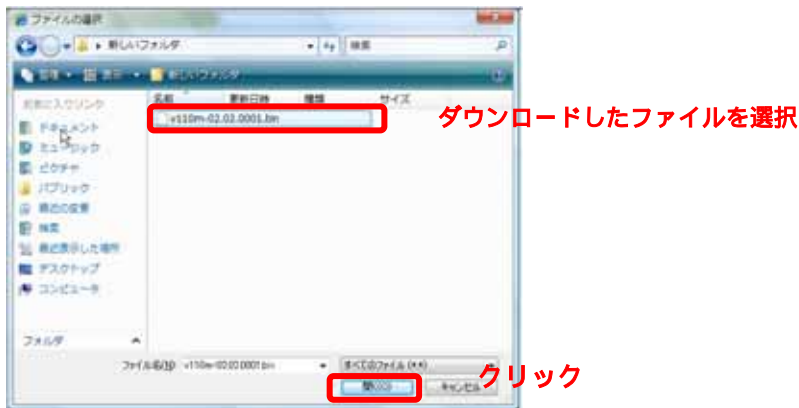 ファイルの選択
新しいフォルダ
検索
整理 表示 新しいフォルダ
お気に入りリンク
名前 更新日時 種類 サイズ
v110m-02.02.0001.bin
ダウンロードしたファイルを選択
ドキュメント
ミュージック
ピクチャ
パブリック
最近の変更
検索
最近表示した場所
デスクトップ
コンピュータ
フォルダ
ファイル名(N): v110m-02.02.0001.bin
すべてのファイル (*.*)
開く(O)
キャンセル
クリック